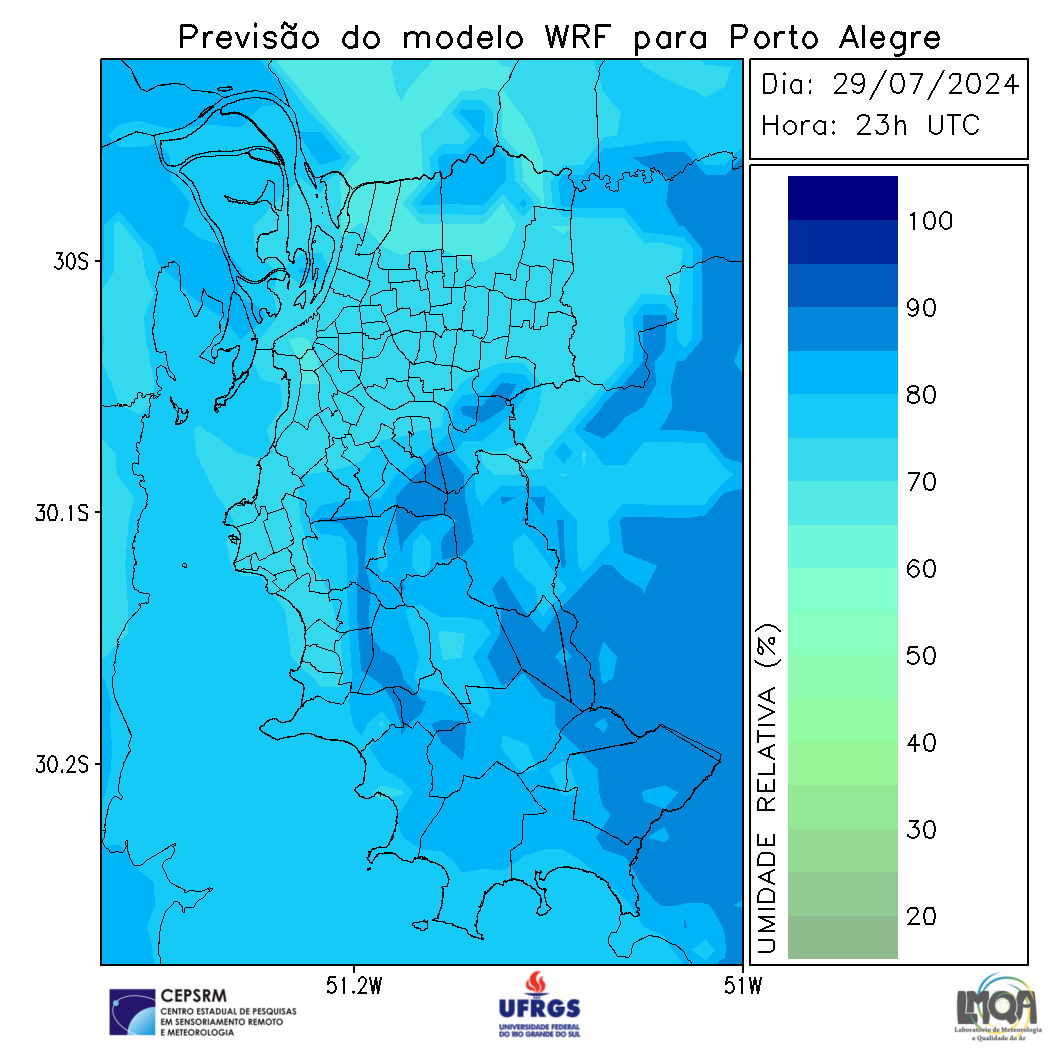 Previsão do modelo WRF para Porto Alegre
Dia: 29/07/2024
Hora: 23h UTC
100
90
80
70
60
50
40
30
20
UMIDADE RELATIVA (%)
30S
30.1S
30.2S
51.2W
51W
CEPSRM
CENTRO ESTADUAL DE PESQUISAS
EM SENSORIAMENTO REMOTO
E METEOROLOGIA
UFRGS
UNIVERSIDADE FEDERAL
DO RIO GRANDE DO SUL
LMQA
Laboratório de Meteorologia
e Qualidade do Ar